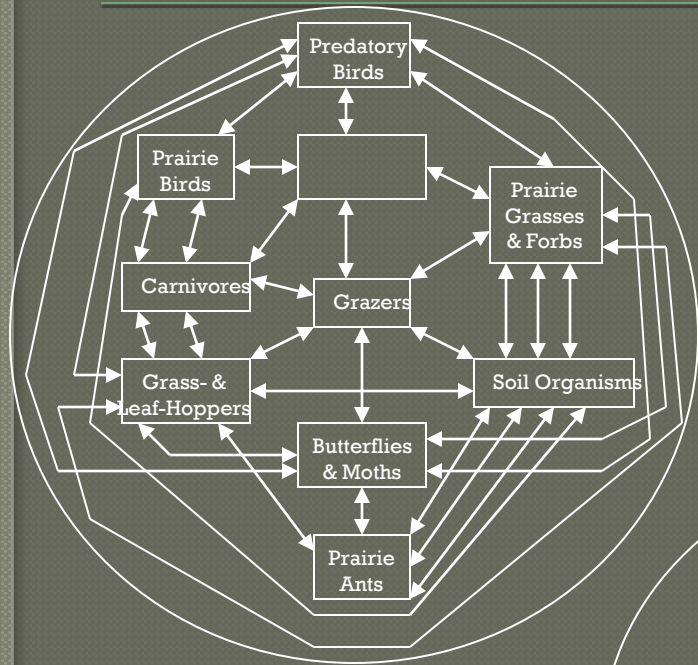 Predatory
Birds
Prairie
Birds
Prairie
Grasses
& Forbs
Carnivores
Grazers
Grass- &
Leaf-Hoppers
Soil Organisms
Butterflies
& Moths
Prairie
Ants